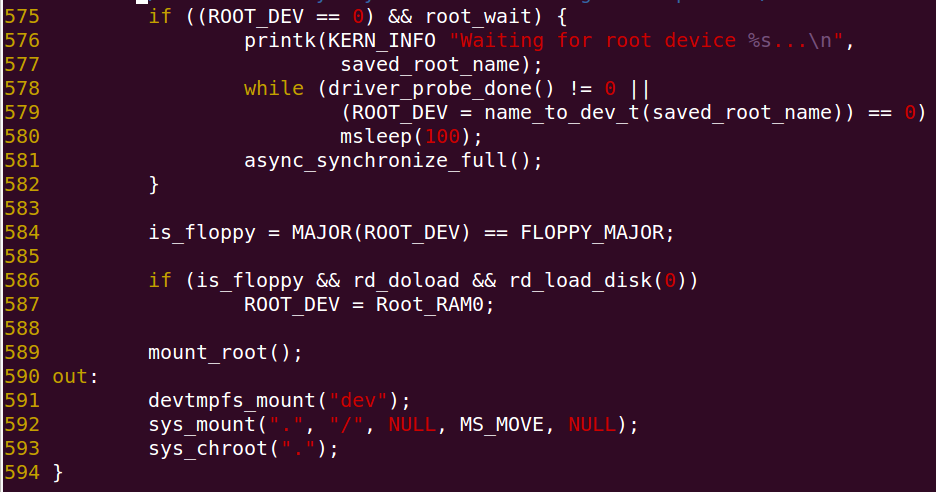 575         if ((ROOT_DEV == 0) && root_wait) {
576                 printk(KERN_INFO "Waiting for root device %s...\n",
577                         saved_root_name);
578                 while (driver_probe_done() != 0 ||
579                         (ROOT_DEV = name_to_dev_t(saved_root_name)) == 0)
580                         msleep(100);
581                 async_synchronize_full();
582         }
583
584         is_floppy = MAJOR(ROOT_DEV) == FLOPPY_MAJOR;
585
586         if (is_floppy && rd_doload && rd_load_disk(0))
587                 ROOT_DEV = Root_RAM0;
588
589         mount_root();
590 out:
591         devtmpfs_mount("dev");
592         sys_mount(".", "/", NULL, MS_MOVE, NULL);
593         sys_chroot(".");
594 }